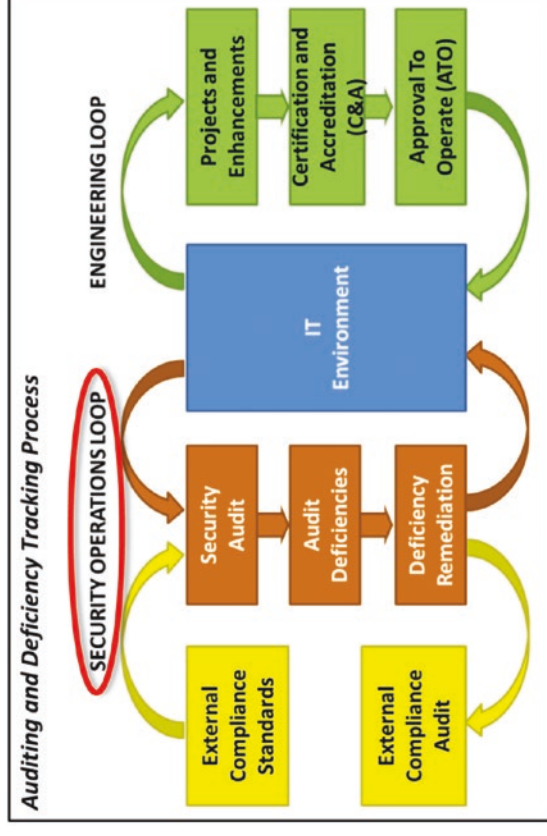 Auditing and Deficiency Tracking Process
SECURITY OPERATIONS LOOP
ENGINEERING LOOP
External
Compliance
Standards
External
Compliance
Audit
Security
Audit
Audit
Deficiencies
Deficiency
Remediation
IT
Environment
Projects and
Enhancements
Certification and
Accreditation
(C&A)
Approval To
Operate (ATO)